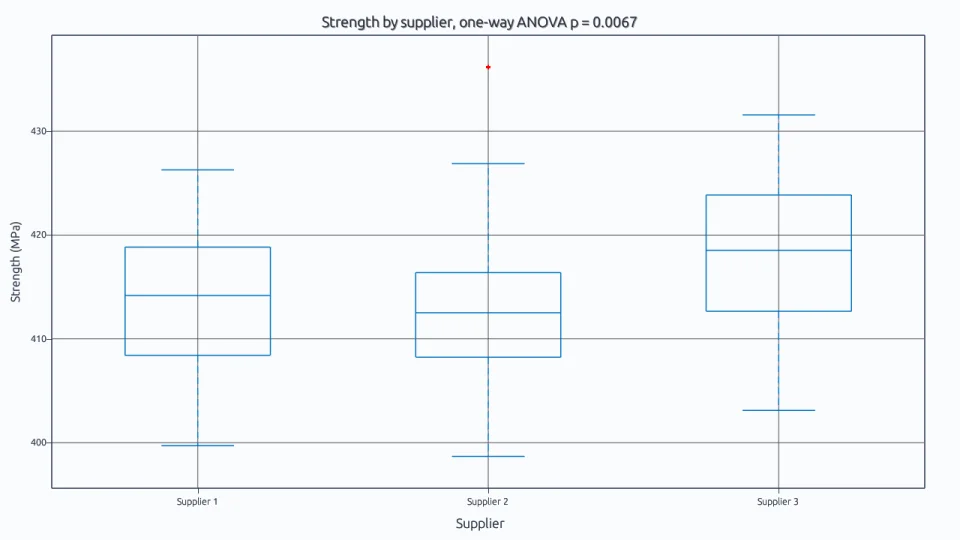 Strength by supplier, one-way ANOVA p = 0.0067
Strength (MPa)
430
420
410
400
Supplier 1
Supplier 2
Supplier 3
Supplier